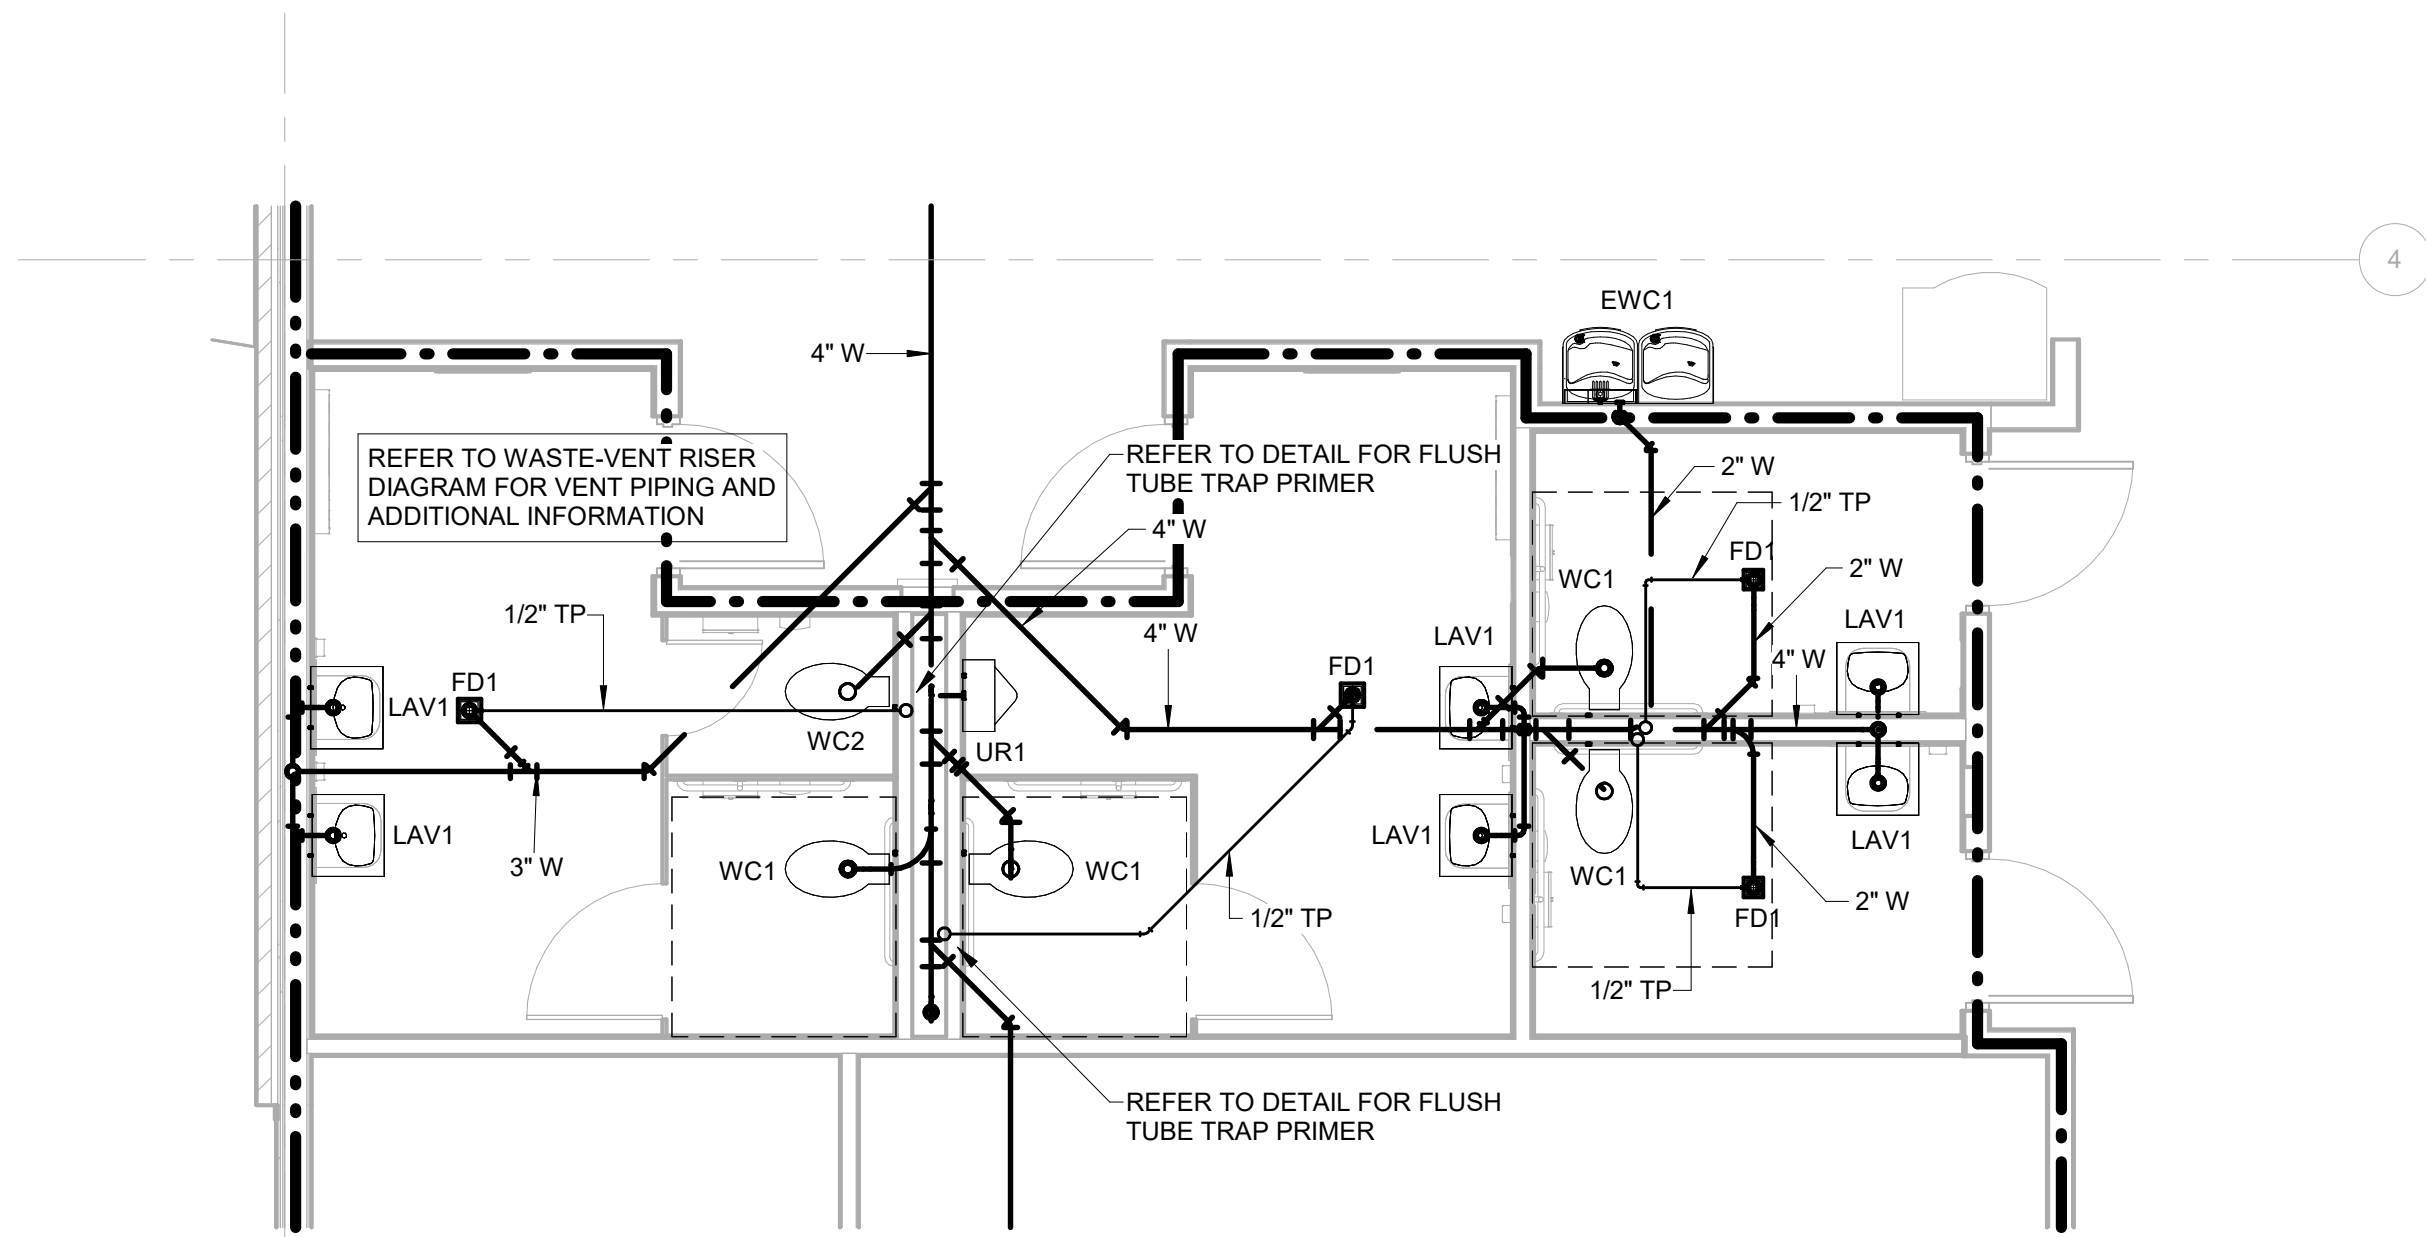 4
EWC1
4" W
REFER TO WASTE-VENT RISER
DIAGRAM FOR VENT PIPING AND
ADDITIONAL INFORMATION
REFER TO DETAIL FOR FLUSH
TUBE TRAP PRIMER
2" W
1/2" TP
4" W
FD1
2" W
WC1
1/2" TP
LAV1
4" W
LAV1
4" W
FD1
FD1
LAV1
WC2
UR1
LAV1
LAV1
LAV1
3" W
WC1
WC1
WC1
2" W
1/2" TP
FD1
1/2" TP
REFER TO DETAIL FOR FLUSH
TUBE TRAP PRIMER